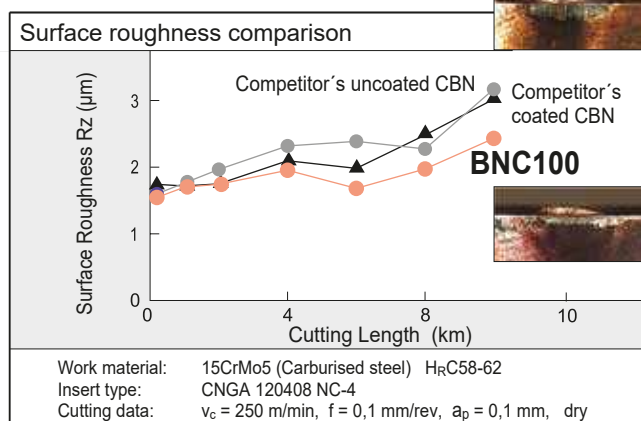 Surface roughness comparison
Surface Roughness Rz (µm)
3
2
1
0
Competitor´s uncoated CBN
Competitor´s
coated CBN
BNC100
0
4
8
10
Cutting Length (km)
Work material: 15CrMo5 (Carburised steel) HRC58-62
Insert type: CNGA 120408 NC-4
Cutting data: vc = 250 m/min, f = 0,1 mm/rev, ap = 0,1 mm, dry